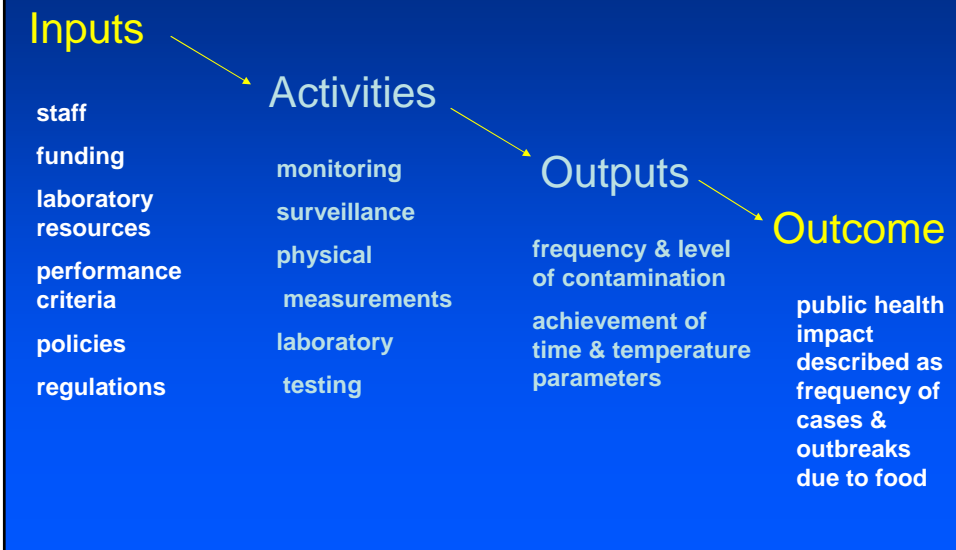 Inputs
staff
funding
laboratory
resources
performance
criteria
policies
regulations
Activities
monitoring
surveillance
physical
measurements
laboratory
testing
Outputs
frequency & level
of contamination
achievement of
time & temperature
parameters
Outcome
public health
impact
described as
frequency of
cases &
outbreaks
due to food